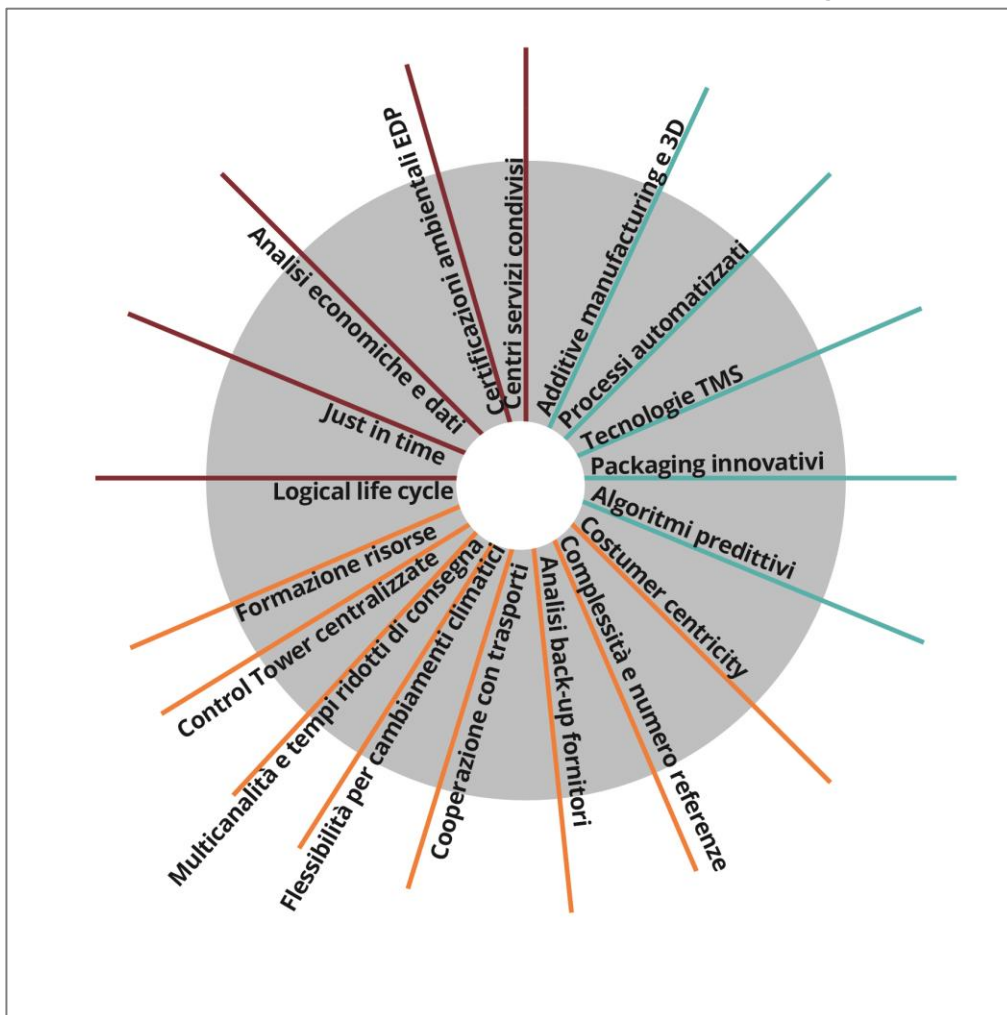 Centri servizi condivisi
Additive manufacturing e 3D
Processi automatizzati
Tecnologie TMS
Packaging innovativi
Algoritmi predittivi
Costumer centricity
Complessità e numero referenze
Analisi back-up fornitori
Cooperazione con trasporti
Flessibilità per cambiamenti climatici
Multicanalità e tempi ridotti di consegna
Control Tower centralizzate
Formazione risorse
Logical life cycle
Just in time
Analisi economiche e dati
Certificazioni ambientali EDP